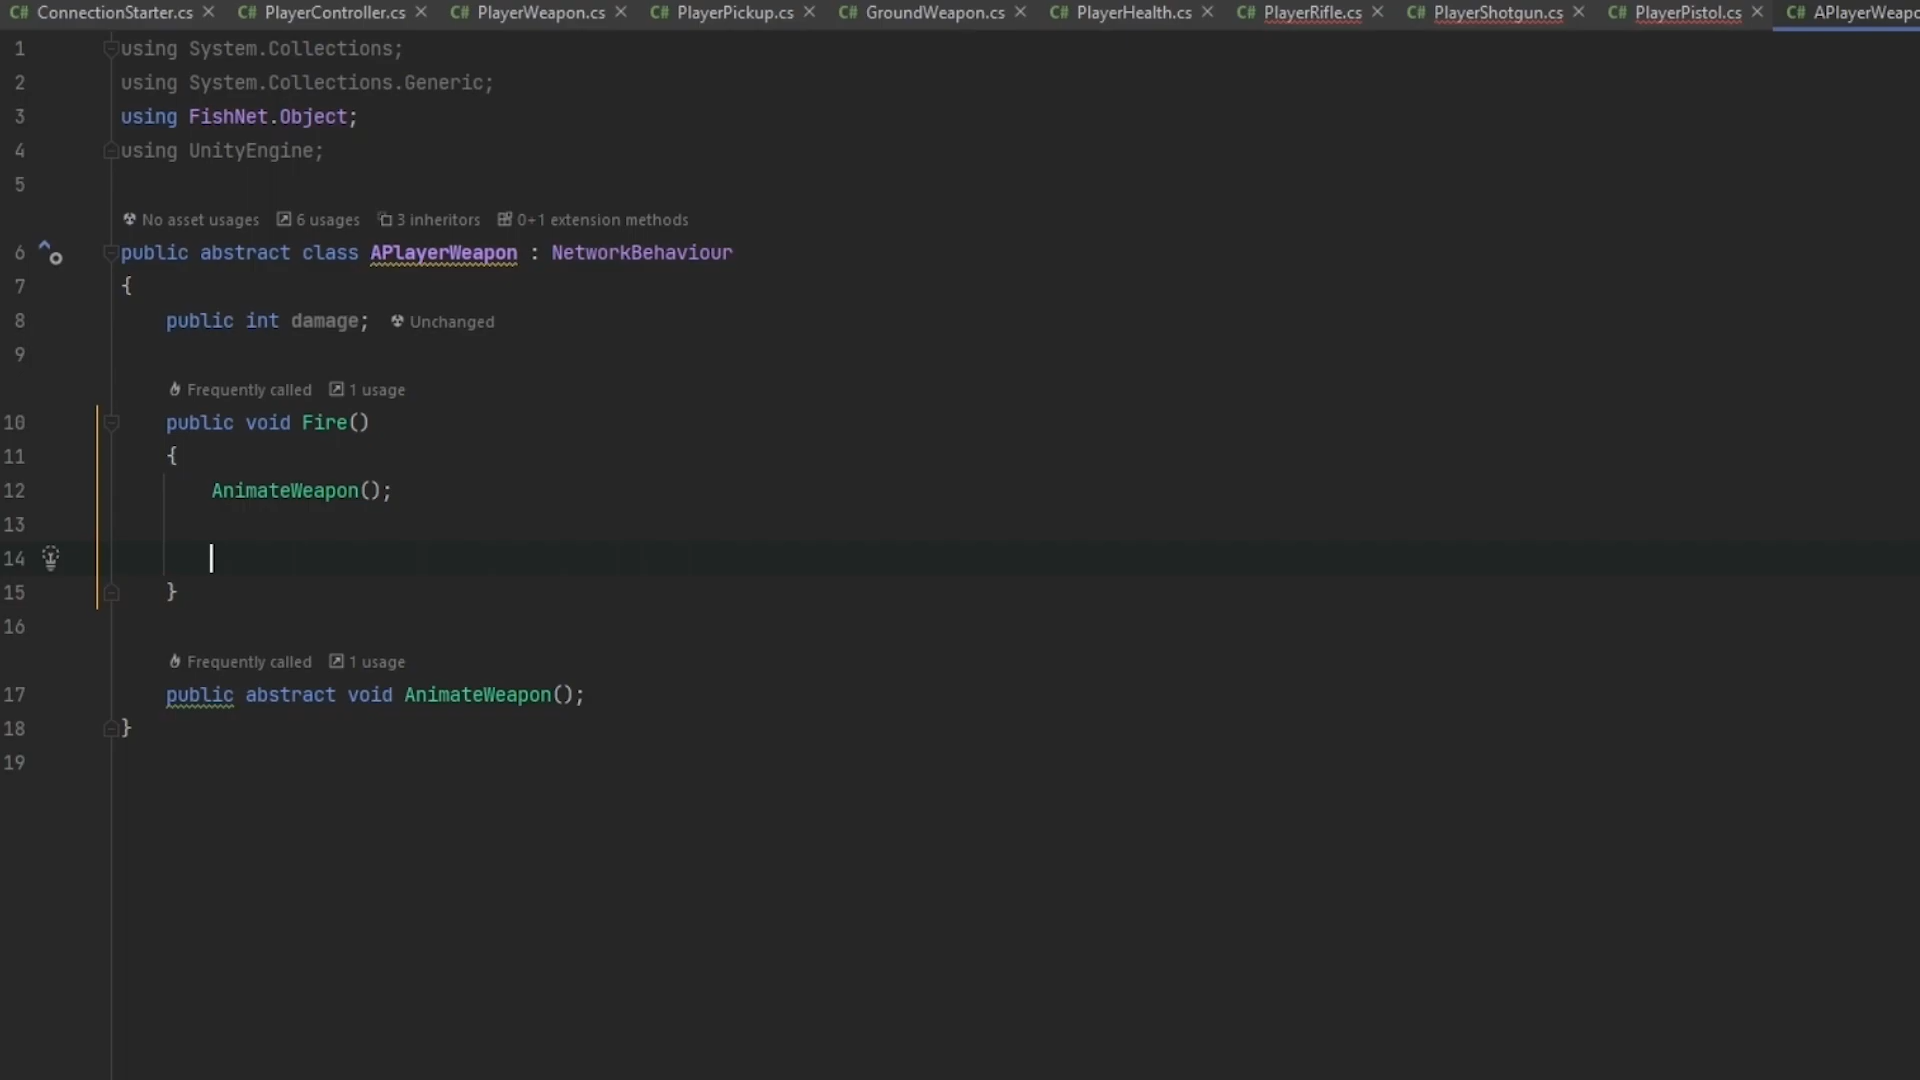 C# ConnectionStarter.cs × C# PlayerController.cs × C# PlayerWeapon.cs × C# PlayerPickup.cs × C# GroundWeapon.cs × C# PlayerHealth.cs × C# PlayerRifle.cs × C# PlayerShotgun.cs × C# PlayerPistol.cs × C# APlayerWeapo
1 using System.Collections;
2 using System.Collections.Generic;
3 using FishNet.Object;
4 using UnityEngine;
5
No asset usages 6 usages 3 inheritors 0+1 extension methods
6 public abstract class APlayerWeapon : NetworkBehaviour
7 {
8 public int damage; Unchanged
9
Frequently called 1 usage
10 public void Fire()
11 {
12 AnimateWeapon();
13
14
15 }
16
Frequently called 1 usage
17 public abstract void AnimateWeapon();
18 }
19